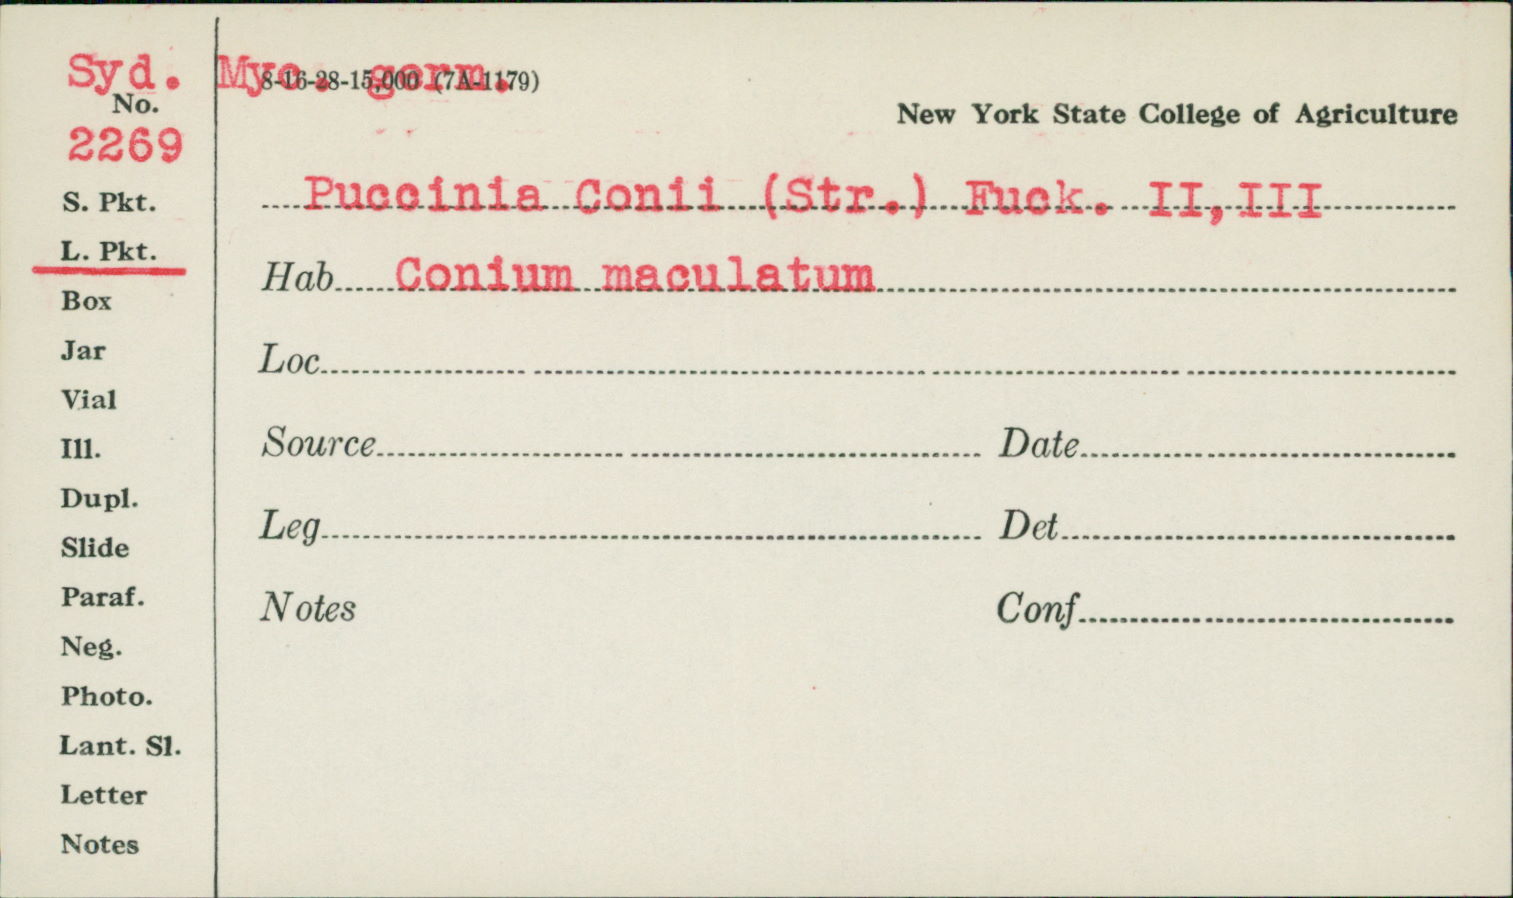 Syd. Myc. germ.
8-16-28-15,000 (7A-1179)
No.
2269
New York State College of Agriculture
S. Pkt.
Puccinia Conii (Str.) Fuck. II,III
L. Pkt.
Hab Conium maculatum
Box
Jar
Loc
Vial
Ill.
Source Date
Dupl.
Leg Det
Slide
Paraf.
Notes Conf
Neg.
Photo.
Lant. Sl.
Letter
Notes